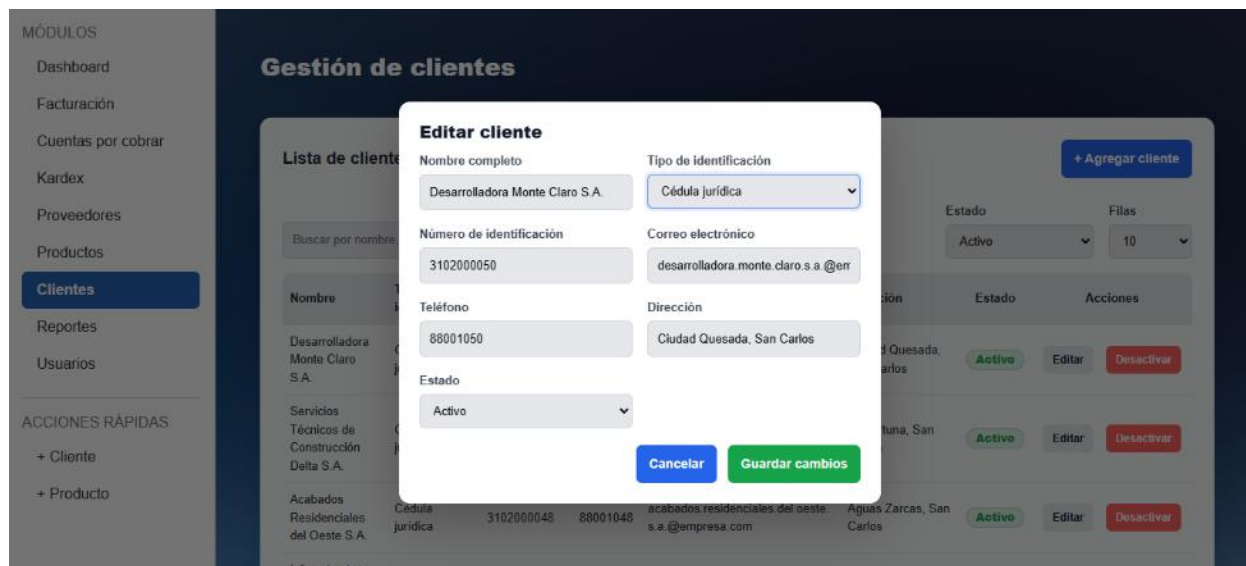 MÓDULOS
Dashboard
Facturación
Cuentas por cobrar
Kardex
Proveedores
Productos
Clientes
Reportes
Usuarios
ACCIONES RÁPIDAS
+ Cliente
+ Producto
Gestión de clientes
Lista de cliente
+ Agregar cliente
Estado
Filas
Buscar por nombre
Activo
10
Nombre
Estado
Acciones
Desarrolladora
Monte Claro
S.A.
d Quesada,
arlos
Activo
Editar
Desactivar
Servicios
Técnicos de
Construcción
Delta S.A.
tuna, San
Activo
Editar
Desactivar
Acabados
Residenciales
del Oeste S.A.
Cédula
jurídica
3102000048
88001048
acabados.residenciales.del.oeste.
s.a.@empresa.com
Aguas Zarcas, San
Carlos
Activo
Editar
Desactivar
Editar cliente
Nombre completo
Tipo de identificación
Desarrolladora Monte Claro S.A.
Cédula jurídica
Número de identificación
Correo electrónico
3102000050
desarrolladora.monte.claro.s.a.@em
Teléfono
Dirección
88001050
Ciudad Quesada, San Carlos
Estado
Activo
Cancelar
Guardar cambios